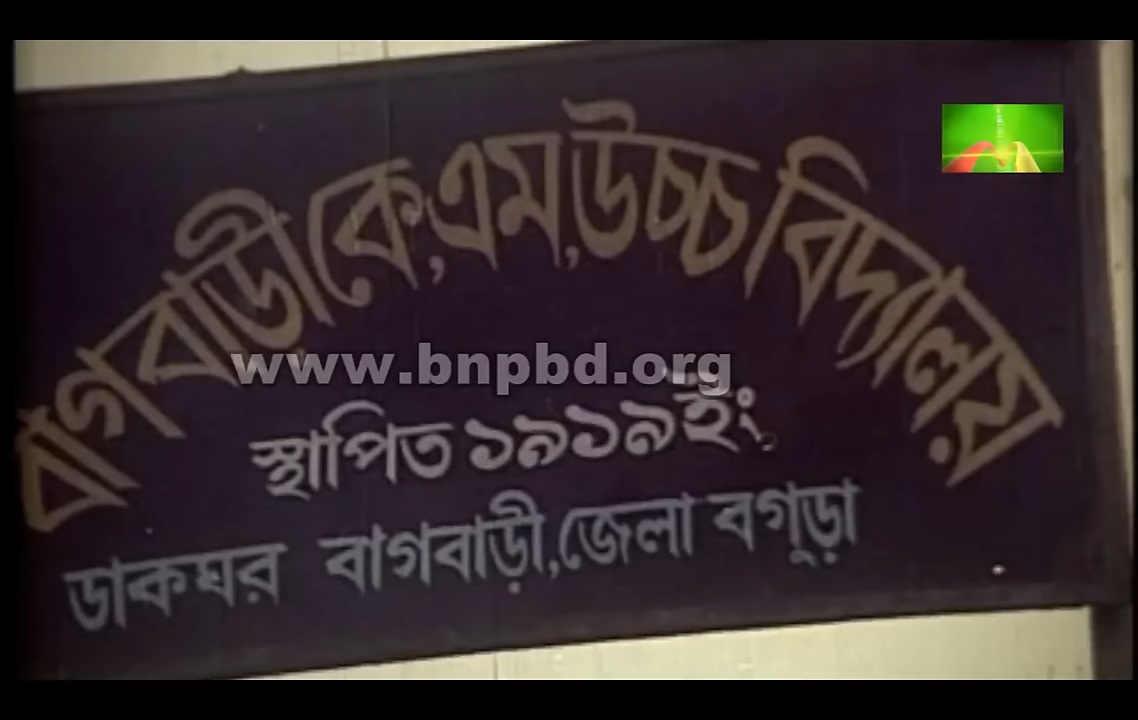 বাগবাড়ী কে,এম,উচ্চ বিদ্যালয়
www.bnpbd.org
স্থাপিত ১৯১৯ইং
ডাকঘর বাগবাড়ী,জেলা বগুড়া